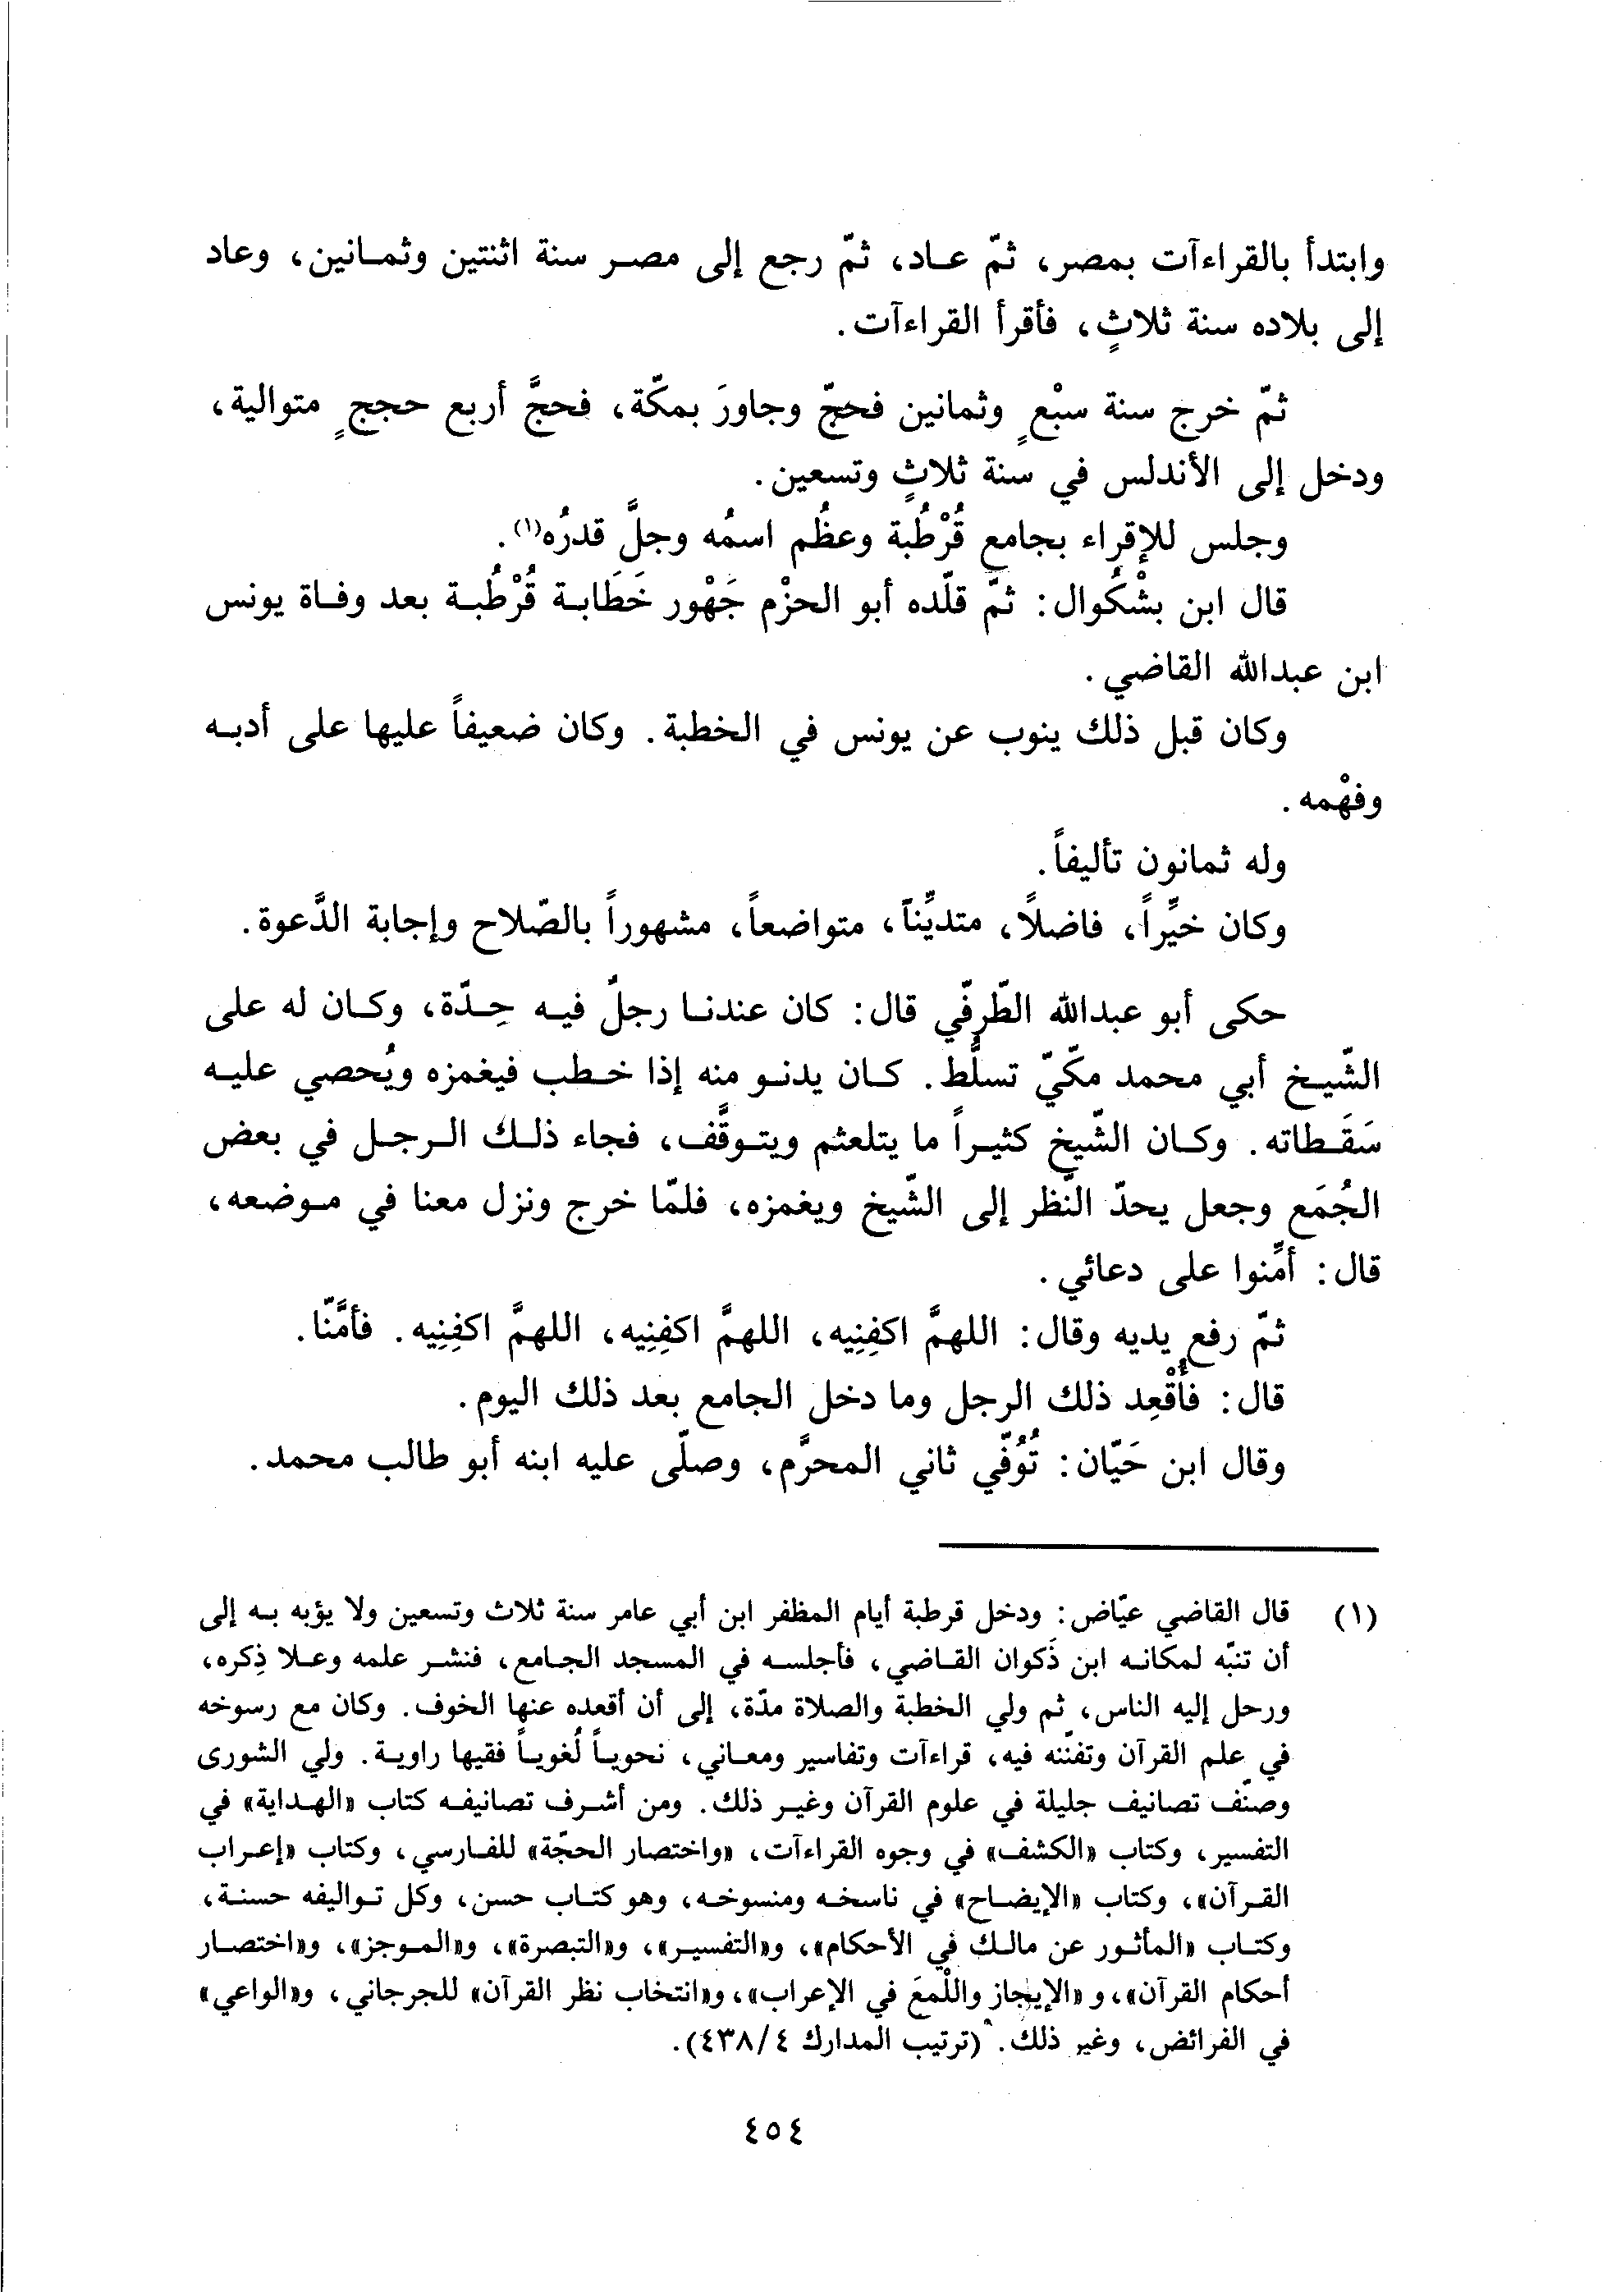 وابتدأ بالقراءآت بمصر، ثمّ عاد، ثمّ رجع إلى مصر سنة اثنتين وثمانين، وعاد
إلى بلاده سنة ثلاثٍ، فأقرأ القراءآت.
ثمّ خرج سنة سبْعٍ وثمانين فحجّ وجاورَ بمكّة، فحجَّ أربع حججٍ متوالية،
ودخل إلى الأندلس في سنة ثلاثٍ وتسعين.
وجلس للإقراء بجامع قُرْطُبة وعظُم اسمُه وجلَّ قدرُه(١).
قال ابن بشْكُوال: ثمّ قلّده أبو الحزْم جَهْور خَطَابة قُرْطُبة بعد وفاة يونس
ابن عبدالله القاضي.
وكان قبل ذلك ينوب عن يونس في الخطبة. وكان ضعيفاً عليها على أدبه
وفهْمه.
وله ثمانون تأليفاً.
وكان خيِّراً، فاضلاً، متديِّناً، متواضعاً، مشهوراً بالصّلاح وإجابة الدَّعوة.
حكى أبو عبدالله الطّرفّي قال: كان عندنا رجلٌ فيه حِدّة، وكان له على
الشّيخ أبي محمد مكّيّ تسلُّط. كان يدنو منه إذا خطب فيغمزه ويُحصي عليه
سَقَطاته. وكان الشّيخ كثيراً ما يتلعثم ويتوقَّف، فجاء ذلك الرجل في بعض
الجُمَع وجعل يحدّ النّظر إلى الشّيخ ويغمزه، فلمّا خرج ونزل معنا في موضعه،
قال: أمِّنوا على دعائي.
ثمّ رفع يديه وقال: اللهمَّ اكفِنِيه، اللهمَّ اكفِنِيه، اللهمَّ اكفِنِيه. فأمَّنّا.
قال: فأُقْعِد ذلك الرجل وما دخل الجامع بعد ذلك اليوم.
وقال ابن حَيّان: تُوُفّي ثاني المحرَّم، وصلّى عليه ابنه أبو طالب محمد.
(١) قال القاضي عيّاض: ودخل قرطبة أيام المظفر ابن أبي عامر سنة ثلاث وتسعين ولا يؤبه به إلى
أن تنبّه لمكانه ابن ذَكوان القاضي، فأجلسه في المسجد الجامع، فنشر علمه وعلا ذِكره،
ورحل إليه الناس، ثم ولي الخطبة والصلاة مدّة، إلى أن أقعده عنها الخوف. وكان مع رسوخه
في علم القرآن وتفنّنه فيه، قراءآت وتفاسير ومعاني، نحوياً لُغوياً فقيها راوية. ولي الشورى
وصنّف تصانيف جليلة في علوم القرآن وغير ذلك. ومن أشرف تصانيفه كتاب «الهداية» في
التفسير، وكتاب «الكشف» في وجوه القراءآت، «واختصار الحجّة» للفارسي، وكتاب «إعراب
القرآن»، وكتاب «الإيضاح» في ناسخه ومنسوخه، وهو كتاب حسن، وكل تواليفه حسنة،
وكتاب «المأثور عن مالك في الأحكام»، و«التفسير»، و«التبصرة»، و«الموجز»، و«اختصار
أحكام القرآن»، و «الإيجاز واللْمعَ في الإعراب»، و«انتخاب نظر القرآن» للجرجاني، و«الواعي»
في الفرائض، وغير ذلك. (ترتيب المدارك ٤/٤٣٨).
٤٥٤